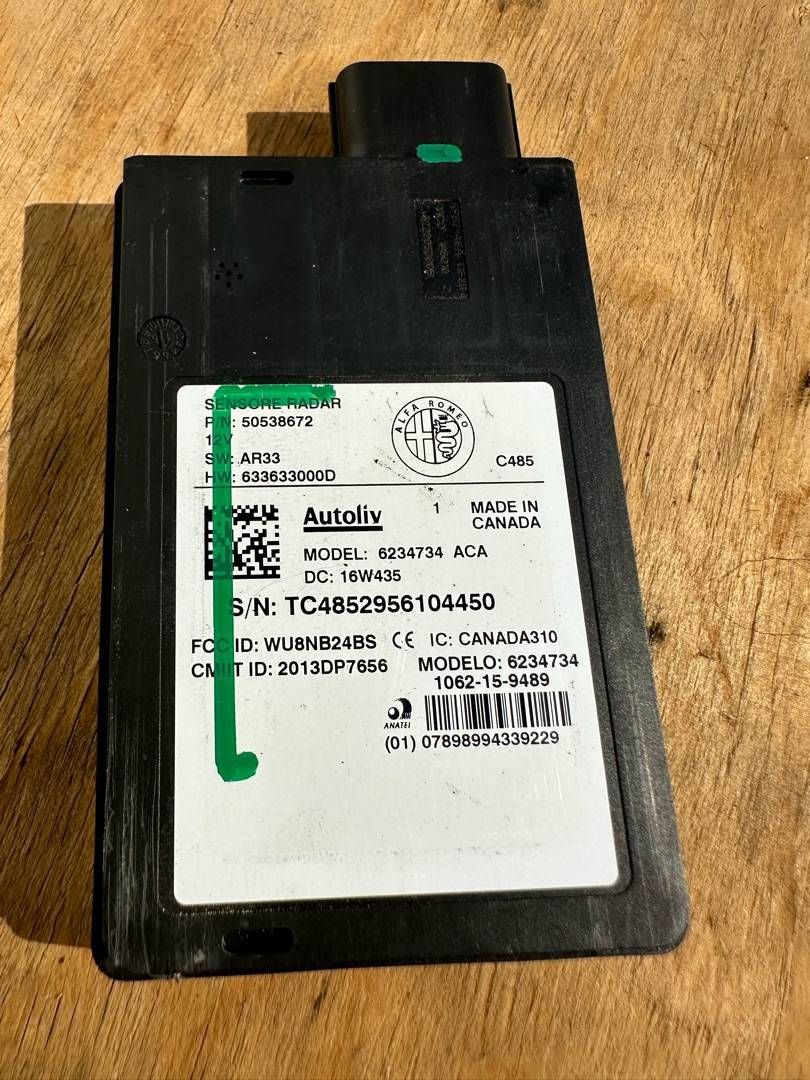 SENSORE RADAR
P/N: 50538672
12V
SW: AR33
HW: 633633000D
ALFA ROMEO
C485
Autoliv
1 MADE IN
CANADA
MODEL: 6234734 ACA
DC: 16W435
S/N: TC4852956104450
FCC ID: WU8NB24BS CE IC: CANADA310
CMIIT ID: 2013DP7656 MODELO: 6234734
1062-15-9489
ANATEL
(01) 07898994339229